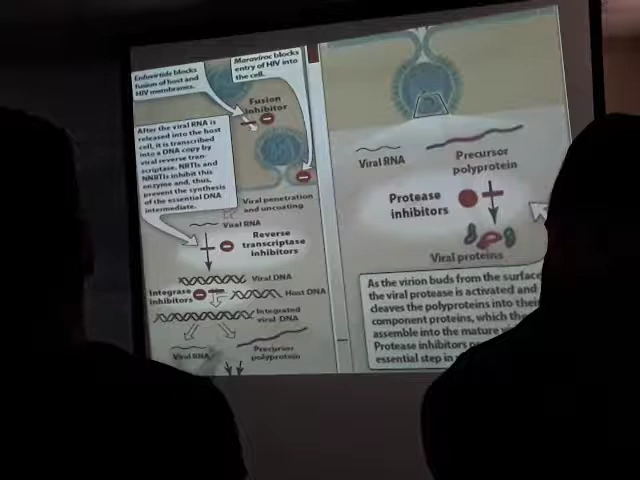 Enfuvirtide blocks
fusion of host and
HIV membranes.
Maraviroc blocks
entry of HIV into
the cell.
Fusion
inhibitor
After the viral RNA is
released into the host
cell, it is transcribed
into a DNA copy by
viral reverse tran-
scriptase. NRTIs and
NNRTIs inhibit this
enzyme and, thus,
prevent the synthesis
of the essential DNA
intermediate.
Viral penetration
and uncoating
Viral RNA
Reverse
transcriptase
inhibitors
Viral DNA
Integrase
inhibitors
Host DNA
Integrated
viral DNA
Viral RNA
Precursor
polyprotein
Viral RNA
Precursor
polyprotein
Protease
inhibitors
Viral proteins
As the virion buds from the surface
the viral protease is activated and
cleaves the polyproteins into their
component proteins, which the
assemble into the mature
Protease inhibitors
essential step in